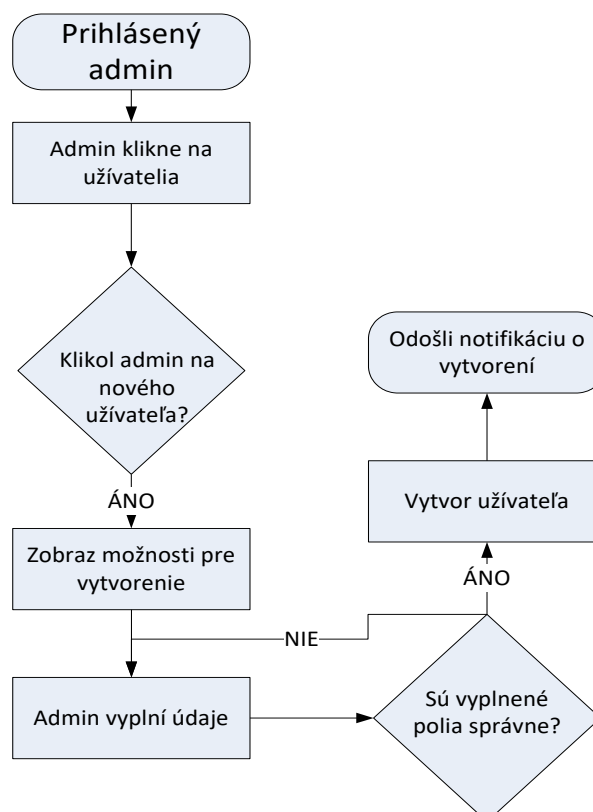 Prihlásený
admin
Admin klikne na
užívatelia
Klikol admin na
nového
užívateľa?
ÁNO
Zobraz možnosti pre
vytvorenie
Admin vyplní údaje
Sú vyplnené
polia správne?
NIE
ÁNO
Vytvor užívateľa
Odošli notifikáciu o
vytvorení